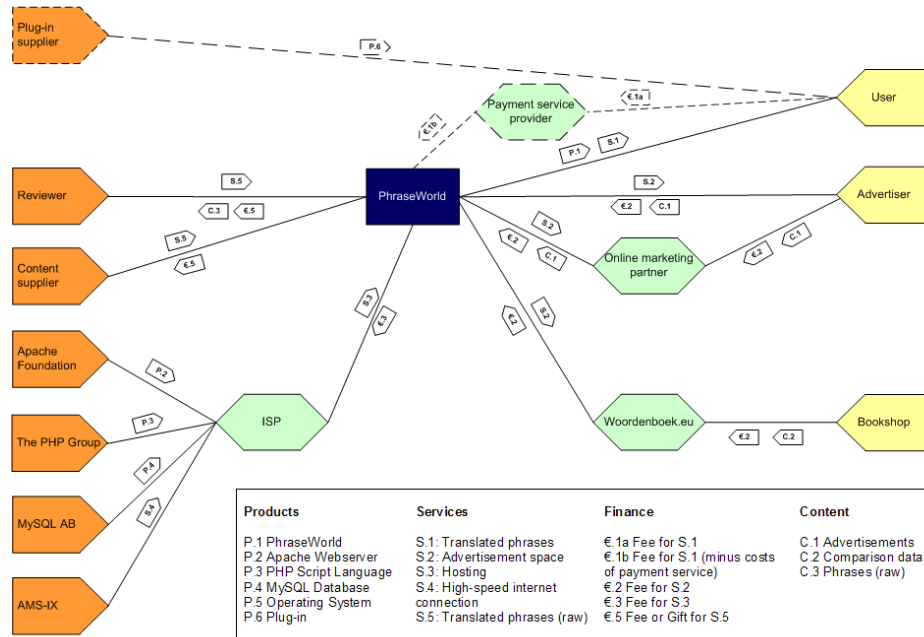 Plug-in
supplier
P.6
User
Payment service
provider
€.1a
€.1b
P.1
S.1
Reviewer
S.5
C.3
€.5
PhraseWorld
S.2
€.2
C.1
Advertiser
S.5
€.5
Content
supplier
S.2
€.2
C.1
Online marketing
partner
€.2
C.1
S.3
€.3
€.2
S.2
Apache
Foundation
P.2
The PHP Group
P.3
ISP
Woordenboek.eu
€.2
C.2
Bookshop
P.4
MySQL AB
S.4
AMS-IX
Products
P.1 PhraseWorld
P.2 Apache Webserver
P.3 PHP Script Language
P.4 MySQL Database
P.5 Operating System
P.6 Plug-in
Services
S.1: Translated phrases
S.2: Advertisement space
S.3: Hosting
S.4: High-speed internet
connection
S.5: Translated phrases (raw)
Finance
€.1a Fee for S.1
€.1b Fee for S.1 (minus costs
of payment service)
€.2 Fee for S.2
€.3 Fee for S.3
€.5 Fee or Gift for S.5
Content
C.1 Advertisements
C.2 Comparison data
C.3 Phrases (raw)